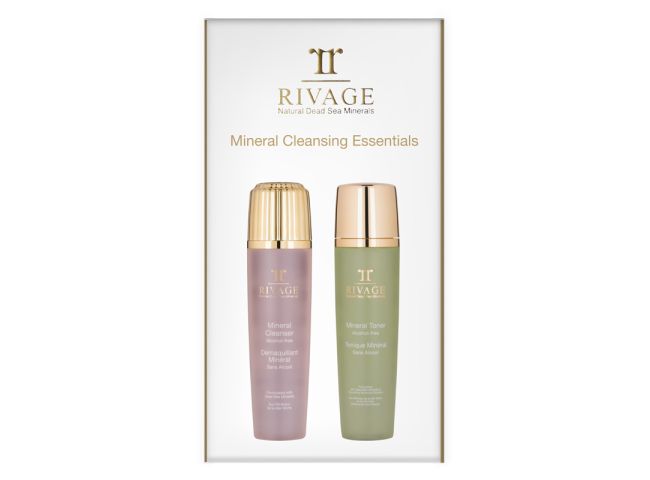 RIVAGE
Natural Dead Sea Minerals
Mineral Cleansing Essentials
RIVAGE
Mineral
Cleanser
Alcohol-free
Démaquillant
Minéral
Sans Alcool
RIVAGE
Mineral Toner
Alcohol-free
Tonique Minéral
Sans Alcool